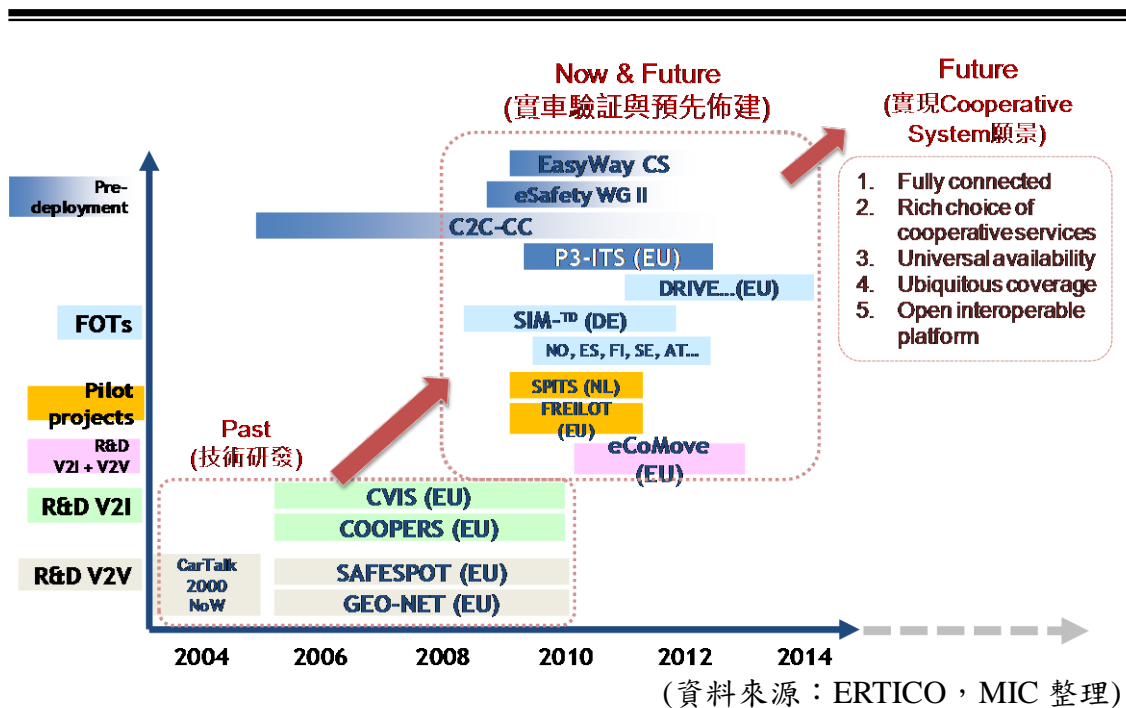 Now & Future
(實車驗証與預先佈建)
Future
(實現Cooperative
System願景)
1. Fully connected
2. Rich choice of
cooperative services
3. Universal availability
4. Ubiquitous coverage
5. Open interoperable
platform
Pre-
deployment
EasyWay CS
eSafety WG II
C2C-CC
P3-ITS (EU)
DRIVE...(EU)
FOTs
SIM-TD (DE)
NO, ES, FI, SE, AT...
Pilot
projects
SPITS (NL)
FREILOT
(EU)
R&D
V2I + V2V
eCoMove
(EU)
Past
(技術研發)
R&D V2I
CVIS (EU)
COOPERS (EU)
R&D V2V
CarTalk
2000
NoW
SAFESPOT (EU)
GEO-NET (EU)
2004 2006 2008 2010 2012 2014
(資料來源：ERTICO，MIC 整理)